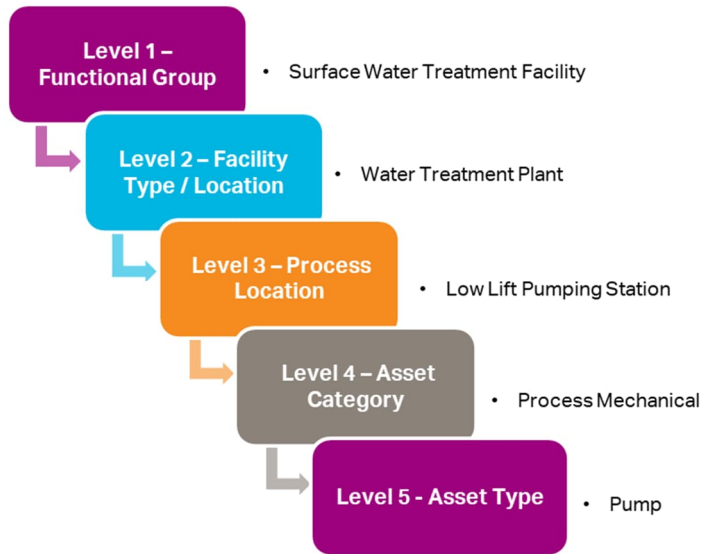 Level 1 –
Functional Group
• Surface Water Treatment Facility
Level 2 – Facility
Type / Location
• Water Treatment Plant
Level 3 – Process
Location
• Low Lift Pumping Station
Level 4 – Asset
Category
• Process Mechanical
Level 5 - Asset Type
• Pump